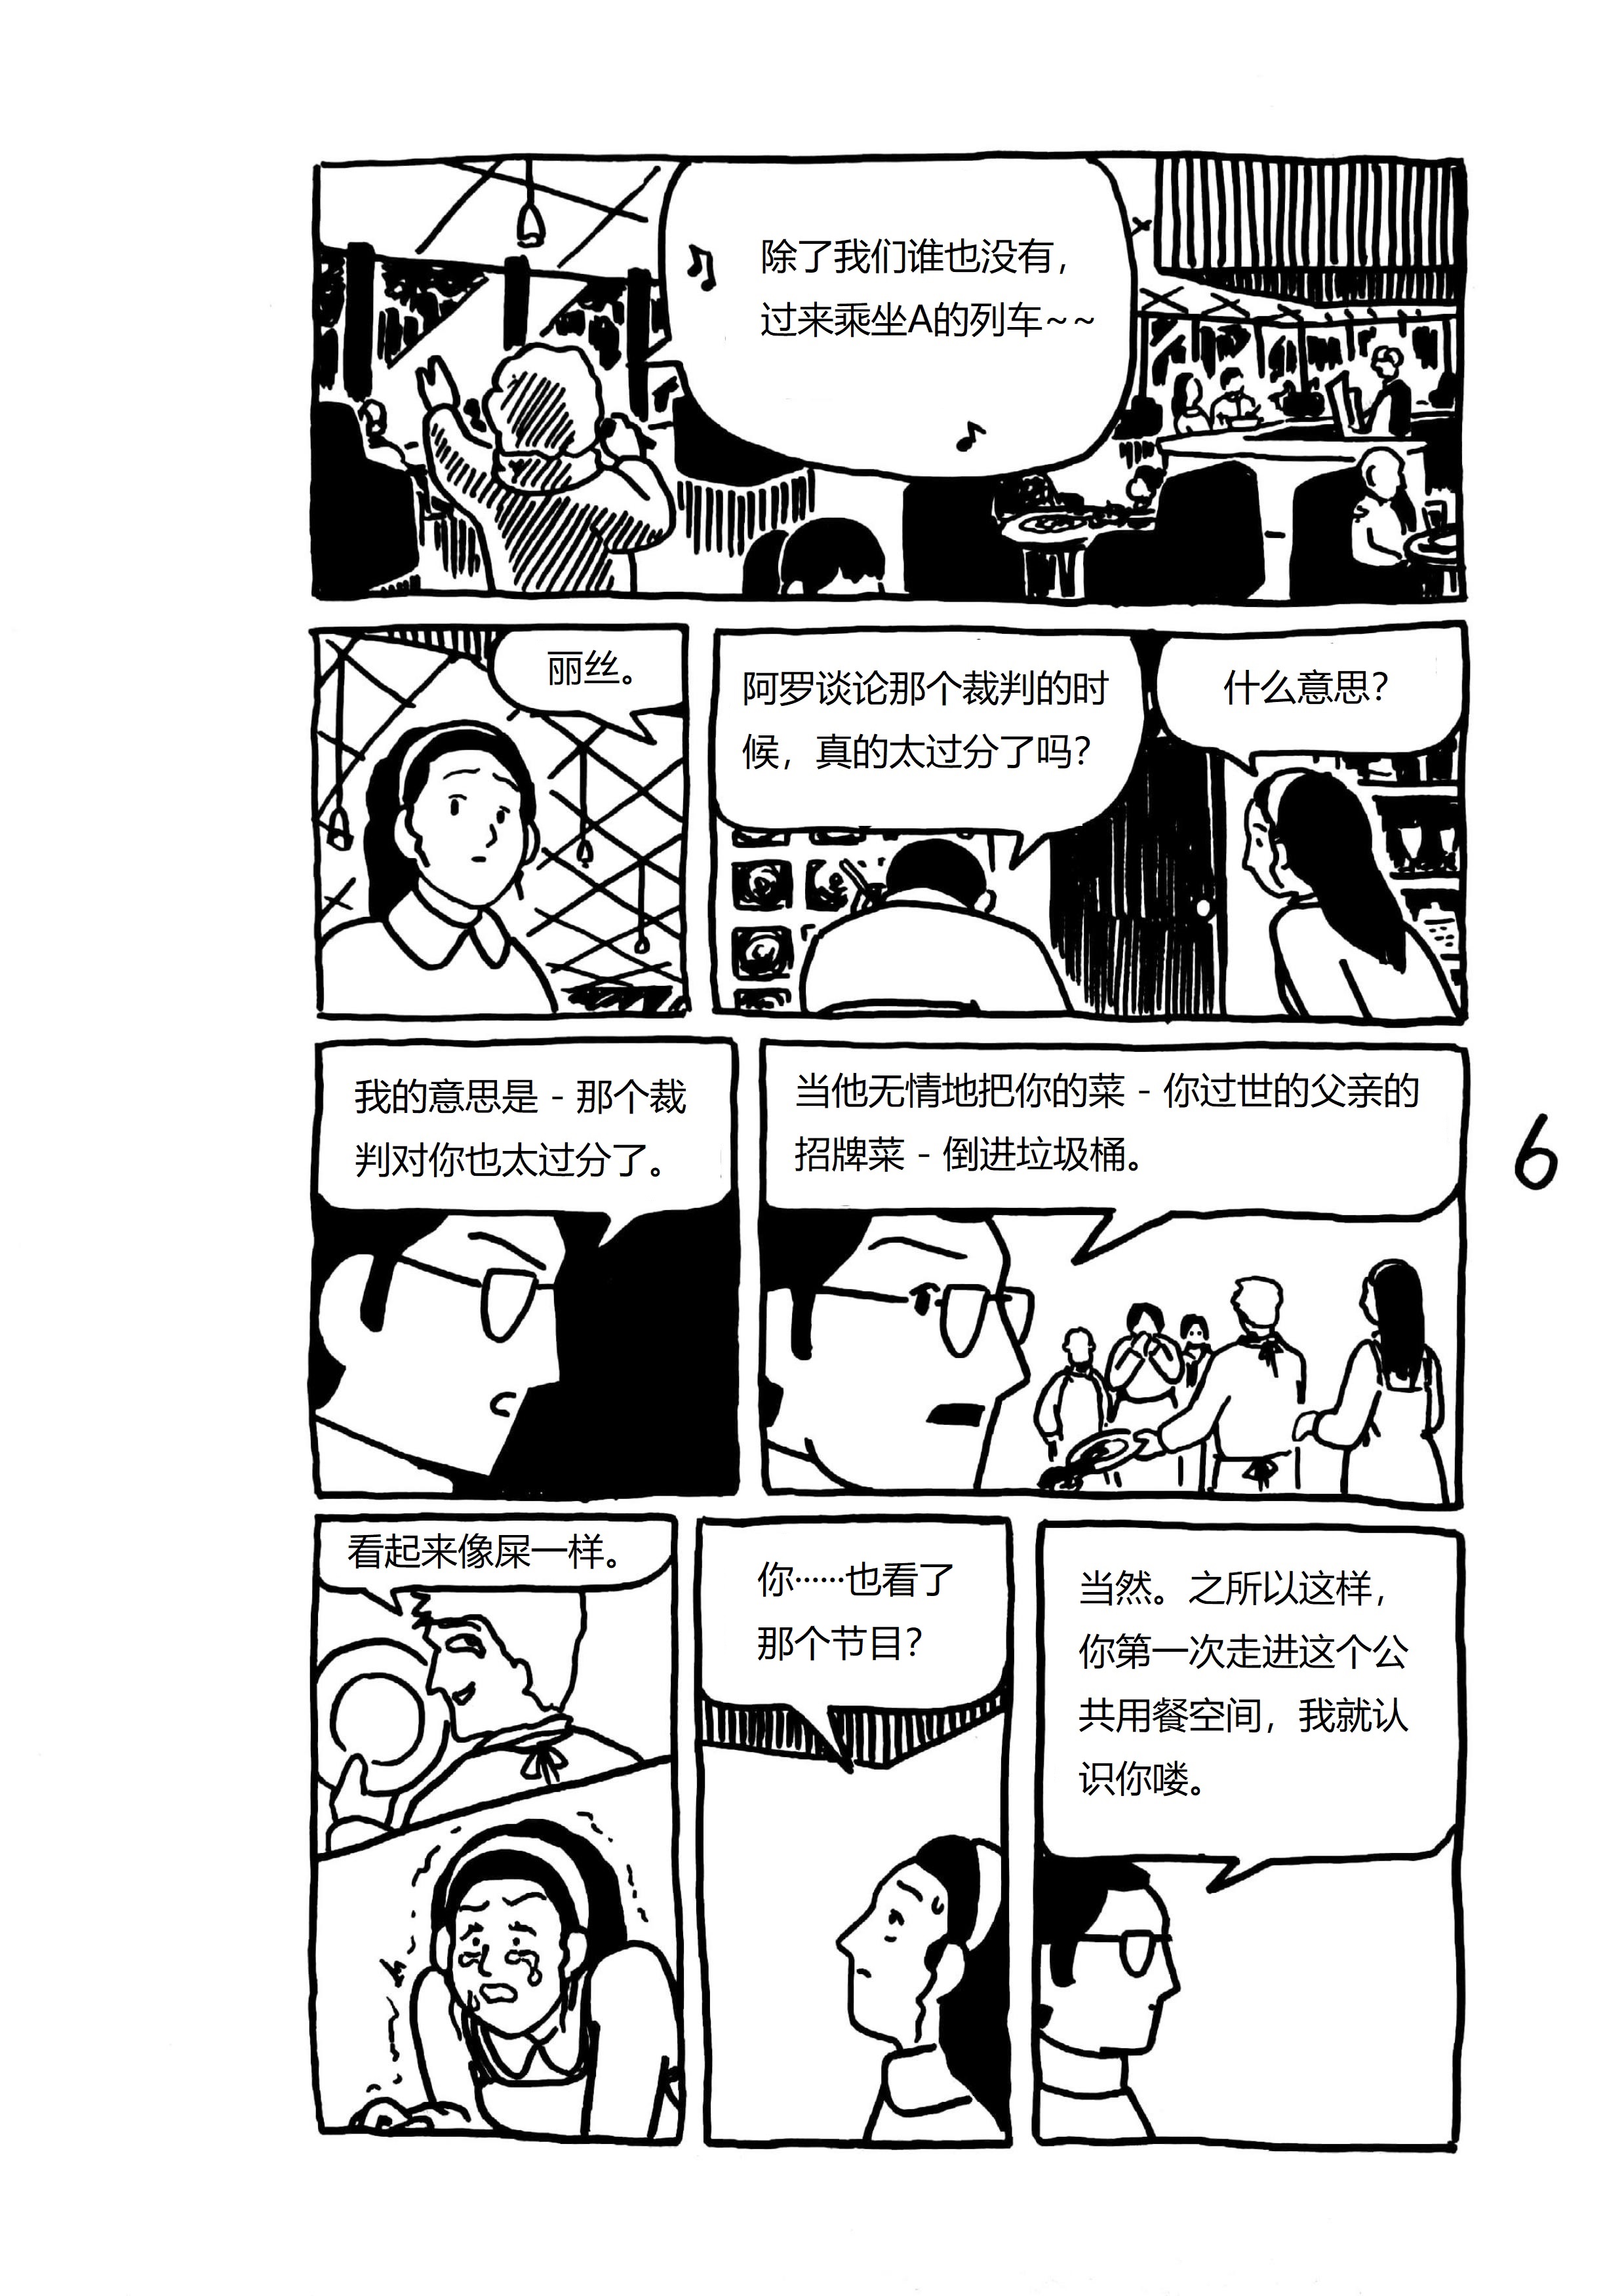 除了我们谁也没有，
过来乘坐A的列车~~
丽丝。
阿罗谈论那个裁判的时
候，真的太过分了吗？
什么意思？
我的意思是 - 那个裁
判对你也太过分了。
当他无情地把你的菜 - 你过世的父亲的
招牌菜 - 倒进垃圾桶。
6
看起来像屎一样。
你……也看了
那个节目？
当然。之所以这样，
你第一次走进这个公
共用餐空间，我就认
识你喽。